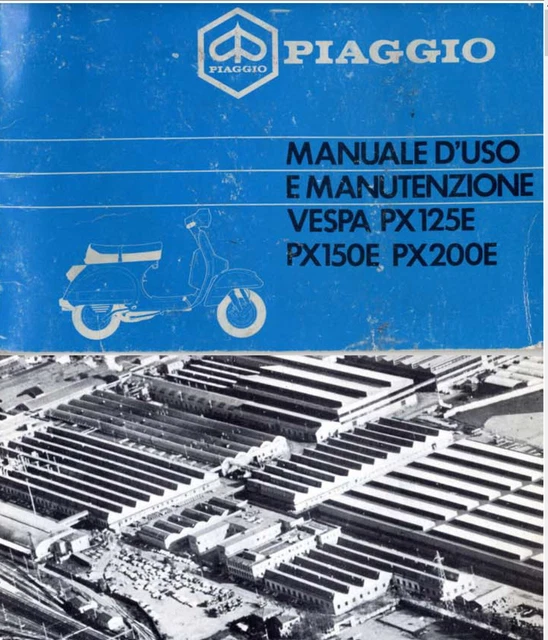 PIAGGIO
PIAGGIO
MANUALE D'USO
E MANUTENZIONE
VESPA PX125E
PX150E PX200E